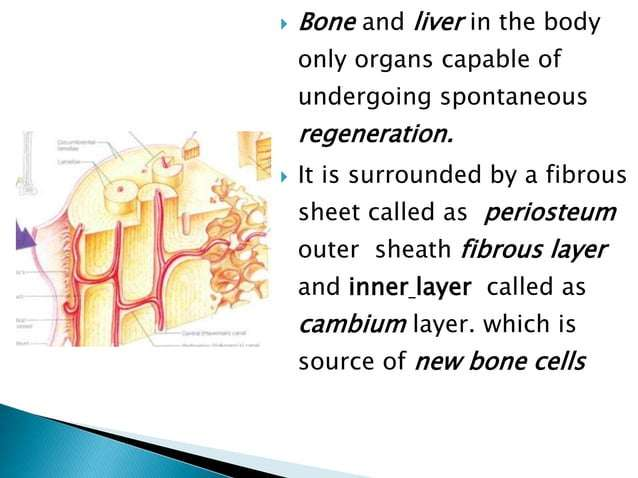 Bone and liver in the body
only organs capable of
undergoing spontaneous
regeneration.
It is surrounded by a fibrous
sheet called as periosteum
outer sheath fibrous layer
and inner layer called as
cambium layer. which is
source of new bone cells
Circumferential
lamellae
Lamellae
Central (Haversian) canal